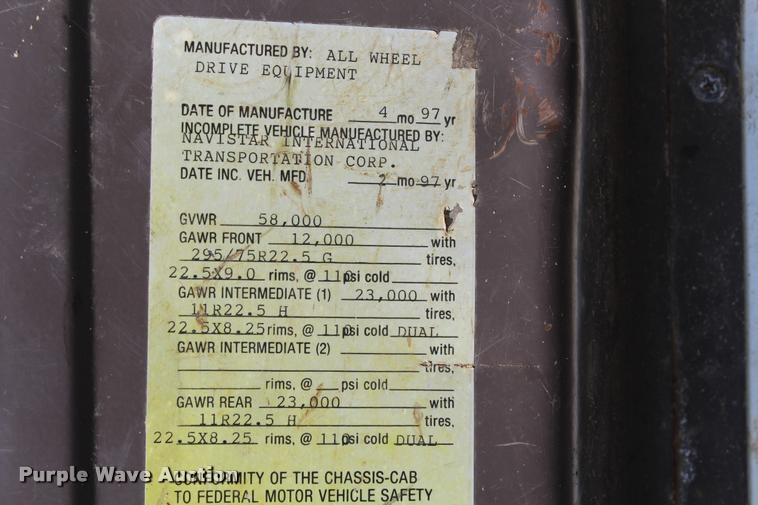 MANUFACTURED BY: ALL WHEEL
DRIVE EQUIPMENT
DATE OF MANUFACTURE 4 mo 97 yr
INCOMPLETE VEHICLE MANUFACTURED BY:
NAVISTAR INTERNATIONAL
TRANSPORTATION CORP.
DATE INC. VEH. MFD. 2 mo 97 yr
GVWR 58,000
GAWR FRONT 12,000 with
295/75R22.5 G tires,
22.5X9.0 rims, @ 110 psi cold
GAWR INTERMEDIATE (1) 23,000 with
11R22.5 H tires,
22.5X8.25 rims, @ 110 psi cold DUAL
GAWR INTERMEDIATE (2) with
tires,
rims, @ psi cold
GAWR REAR 23,000 with
11R22.5 H tires,
22.5X8.25 rims, @ 110 psi cold DUAL
CONFORMITY OF THE CHASSIS-CAB
TO FEDERAL MOTOR VEHICLE SAFETY
Purple Wave Auction